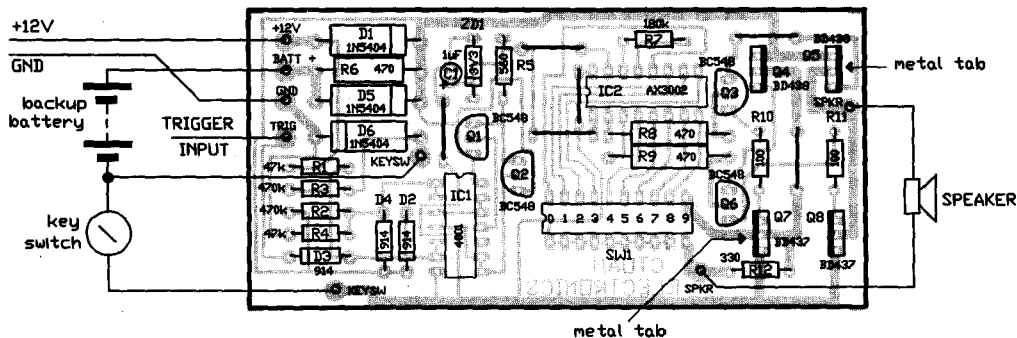 +12V
GND
backup
battery
TRIGGER
INPUT
key
switch
+12V
BATT +
GND
TRIG
D1
1N5404
R6 470
D5
1N5404
D6
1N5404
KEYSW
47k R1
470k R3
470k R2
47k R4
D3
914
D4 D2
914 914
KEYSW
ZD1
1uF
C1
3V3
560
R5
Q1
BC548
Q2
BC548
IC1
4001
180k
R7
IC2 AX3002
BC548
Q3
R8 470
R9 470
BC548
Q6
0 1 2 3 4 5 6 7 8 9
SW1
OTUAM
ELECTRONICS
BD438
Q5
Q4
BD438
SPKR
R10 R11
100 100
Q7 Q8
BD437
BD437
330
R12
SPKR
metal tab
SPEAKER
metal tab